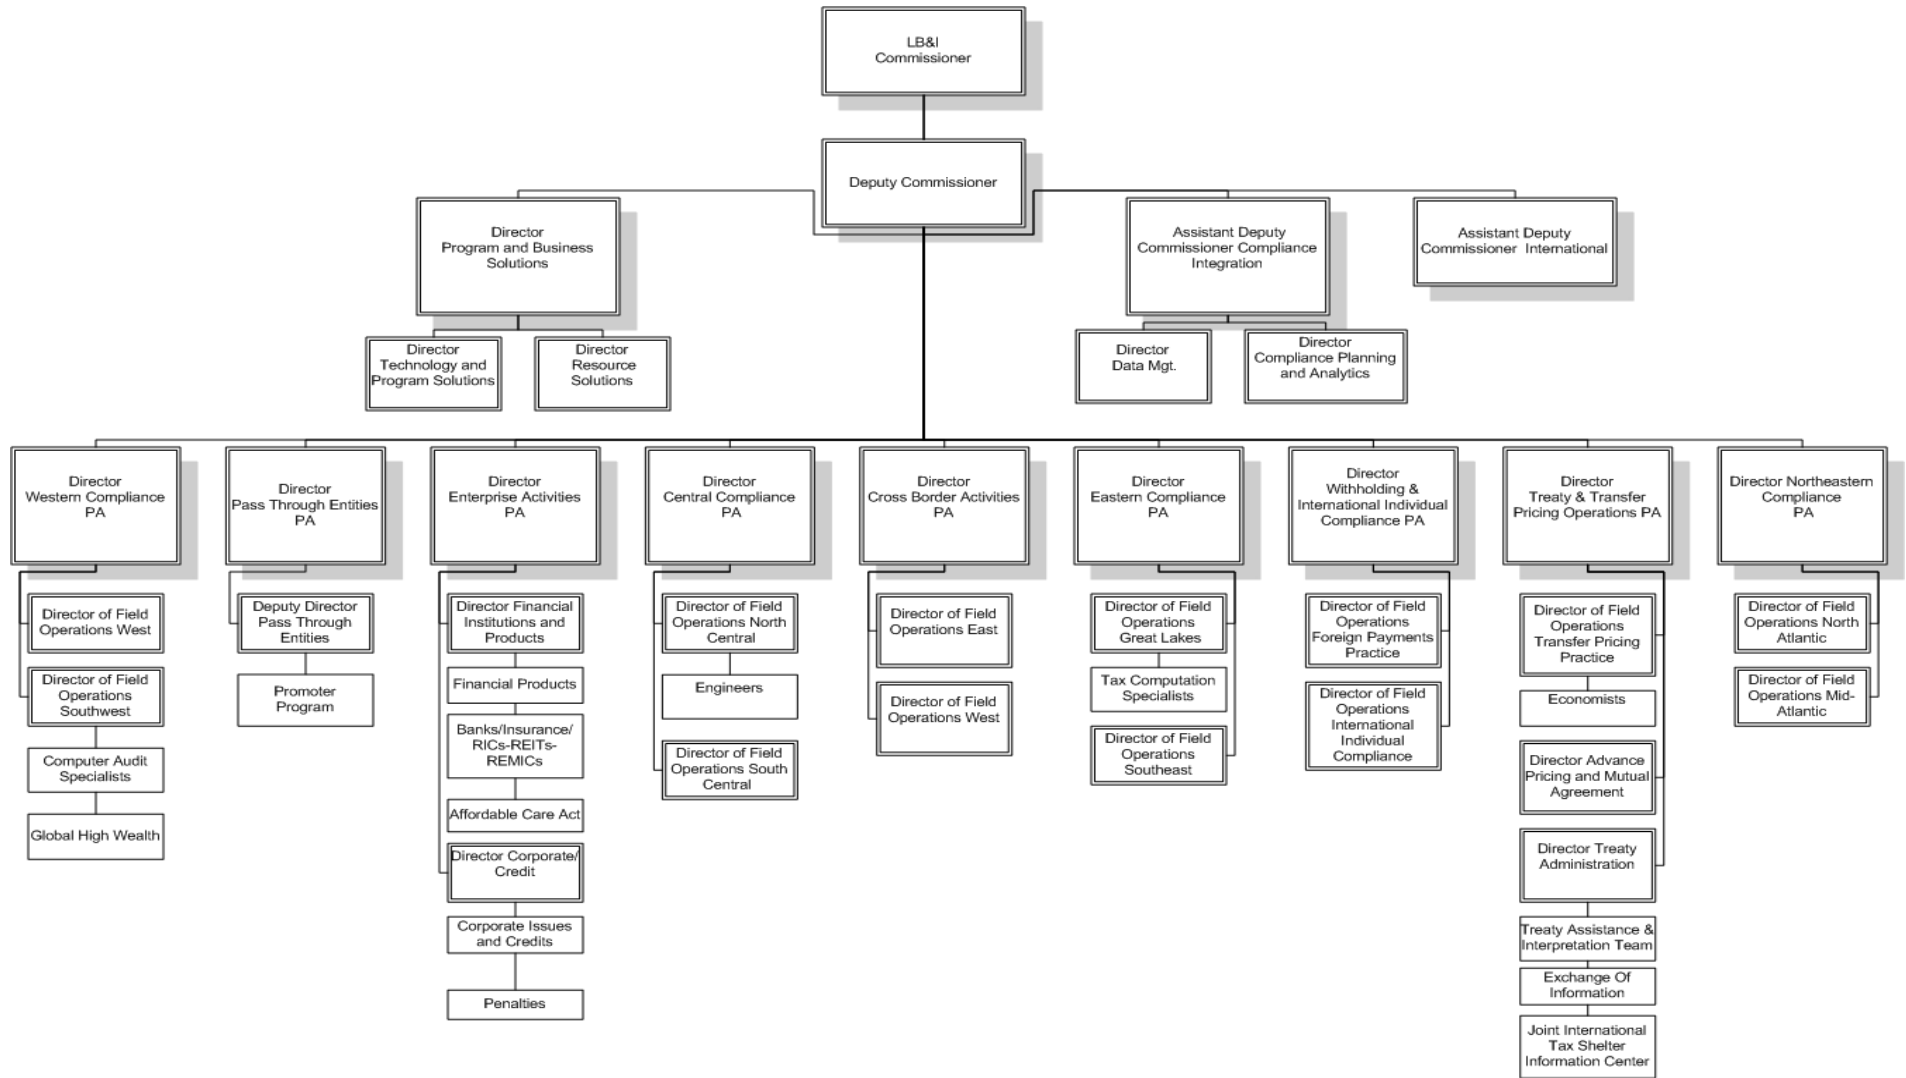 LB&I
Commissioner
Deputy Commissioner
Director
Program and Business
Solutions
Assistant Deputy
Commissioner Compliance
Integration
Assistant Deputy
Commissioner International
Director
Technology and
Program Solutions
Director
Resource
Solutions
Director
Data Mgt.
Director
Compliance Planning
and Analytics
Director
Western Compliance
PA
Director
Pass Through Entities
PA
Director
Enterprise Activities
PA
Director
Central Compliance
PA
Director
Cross Border Activities
PA
Director
Eastern Compliance
PA
Director
Withholding &
International Individual
Compliance PA
Director
Treaty & Transfer
Pricing Operations PA
Director Northeastern
Compliance
PA
Director of Field
Operations West
Director of Field
Operations
Southwest
Computer Audit
Specialists
Global High Wealth
Deputy Director
Pass Through
Entities
Promoter
Program
Director Financial
Institutions and
Products
Financial Products
Banks/Insurance/
RICs-REITs-
REMICs
Affordable Care Act
Director Corporate/
Credit
Corporate Issues
and Credits
Penalties
Director of Field
Operations North
Central
Engineers
Director of Field
Operations South
Central
Director of Field
Operations East
Director of Field
Operations West
Director of Field
Operations
Great Lakes
Tax Computation
Specialists
Director of Field
Operations
Southeast
Director of Field
Operations
Foreign Payments
Practice
Director of Field
Operations
International
Individual
Compliance
Director of Field
Operations
Transfer Pricing
Practice
Economists
Director Advance
Pricing and Mutual
Agreement
Director Treaty
Administration
Treaty Assistance &
Interpretation Team
Exchange Of
Information
Joint International
Tax Shelter
Information Center
Director of Field
Operations North
Atlantic
Director of Field
Operations Mid-
Atlantic